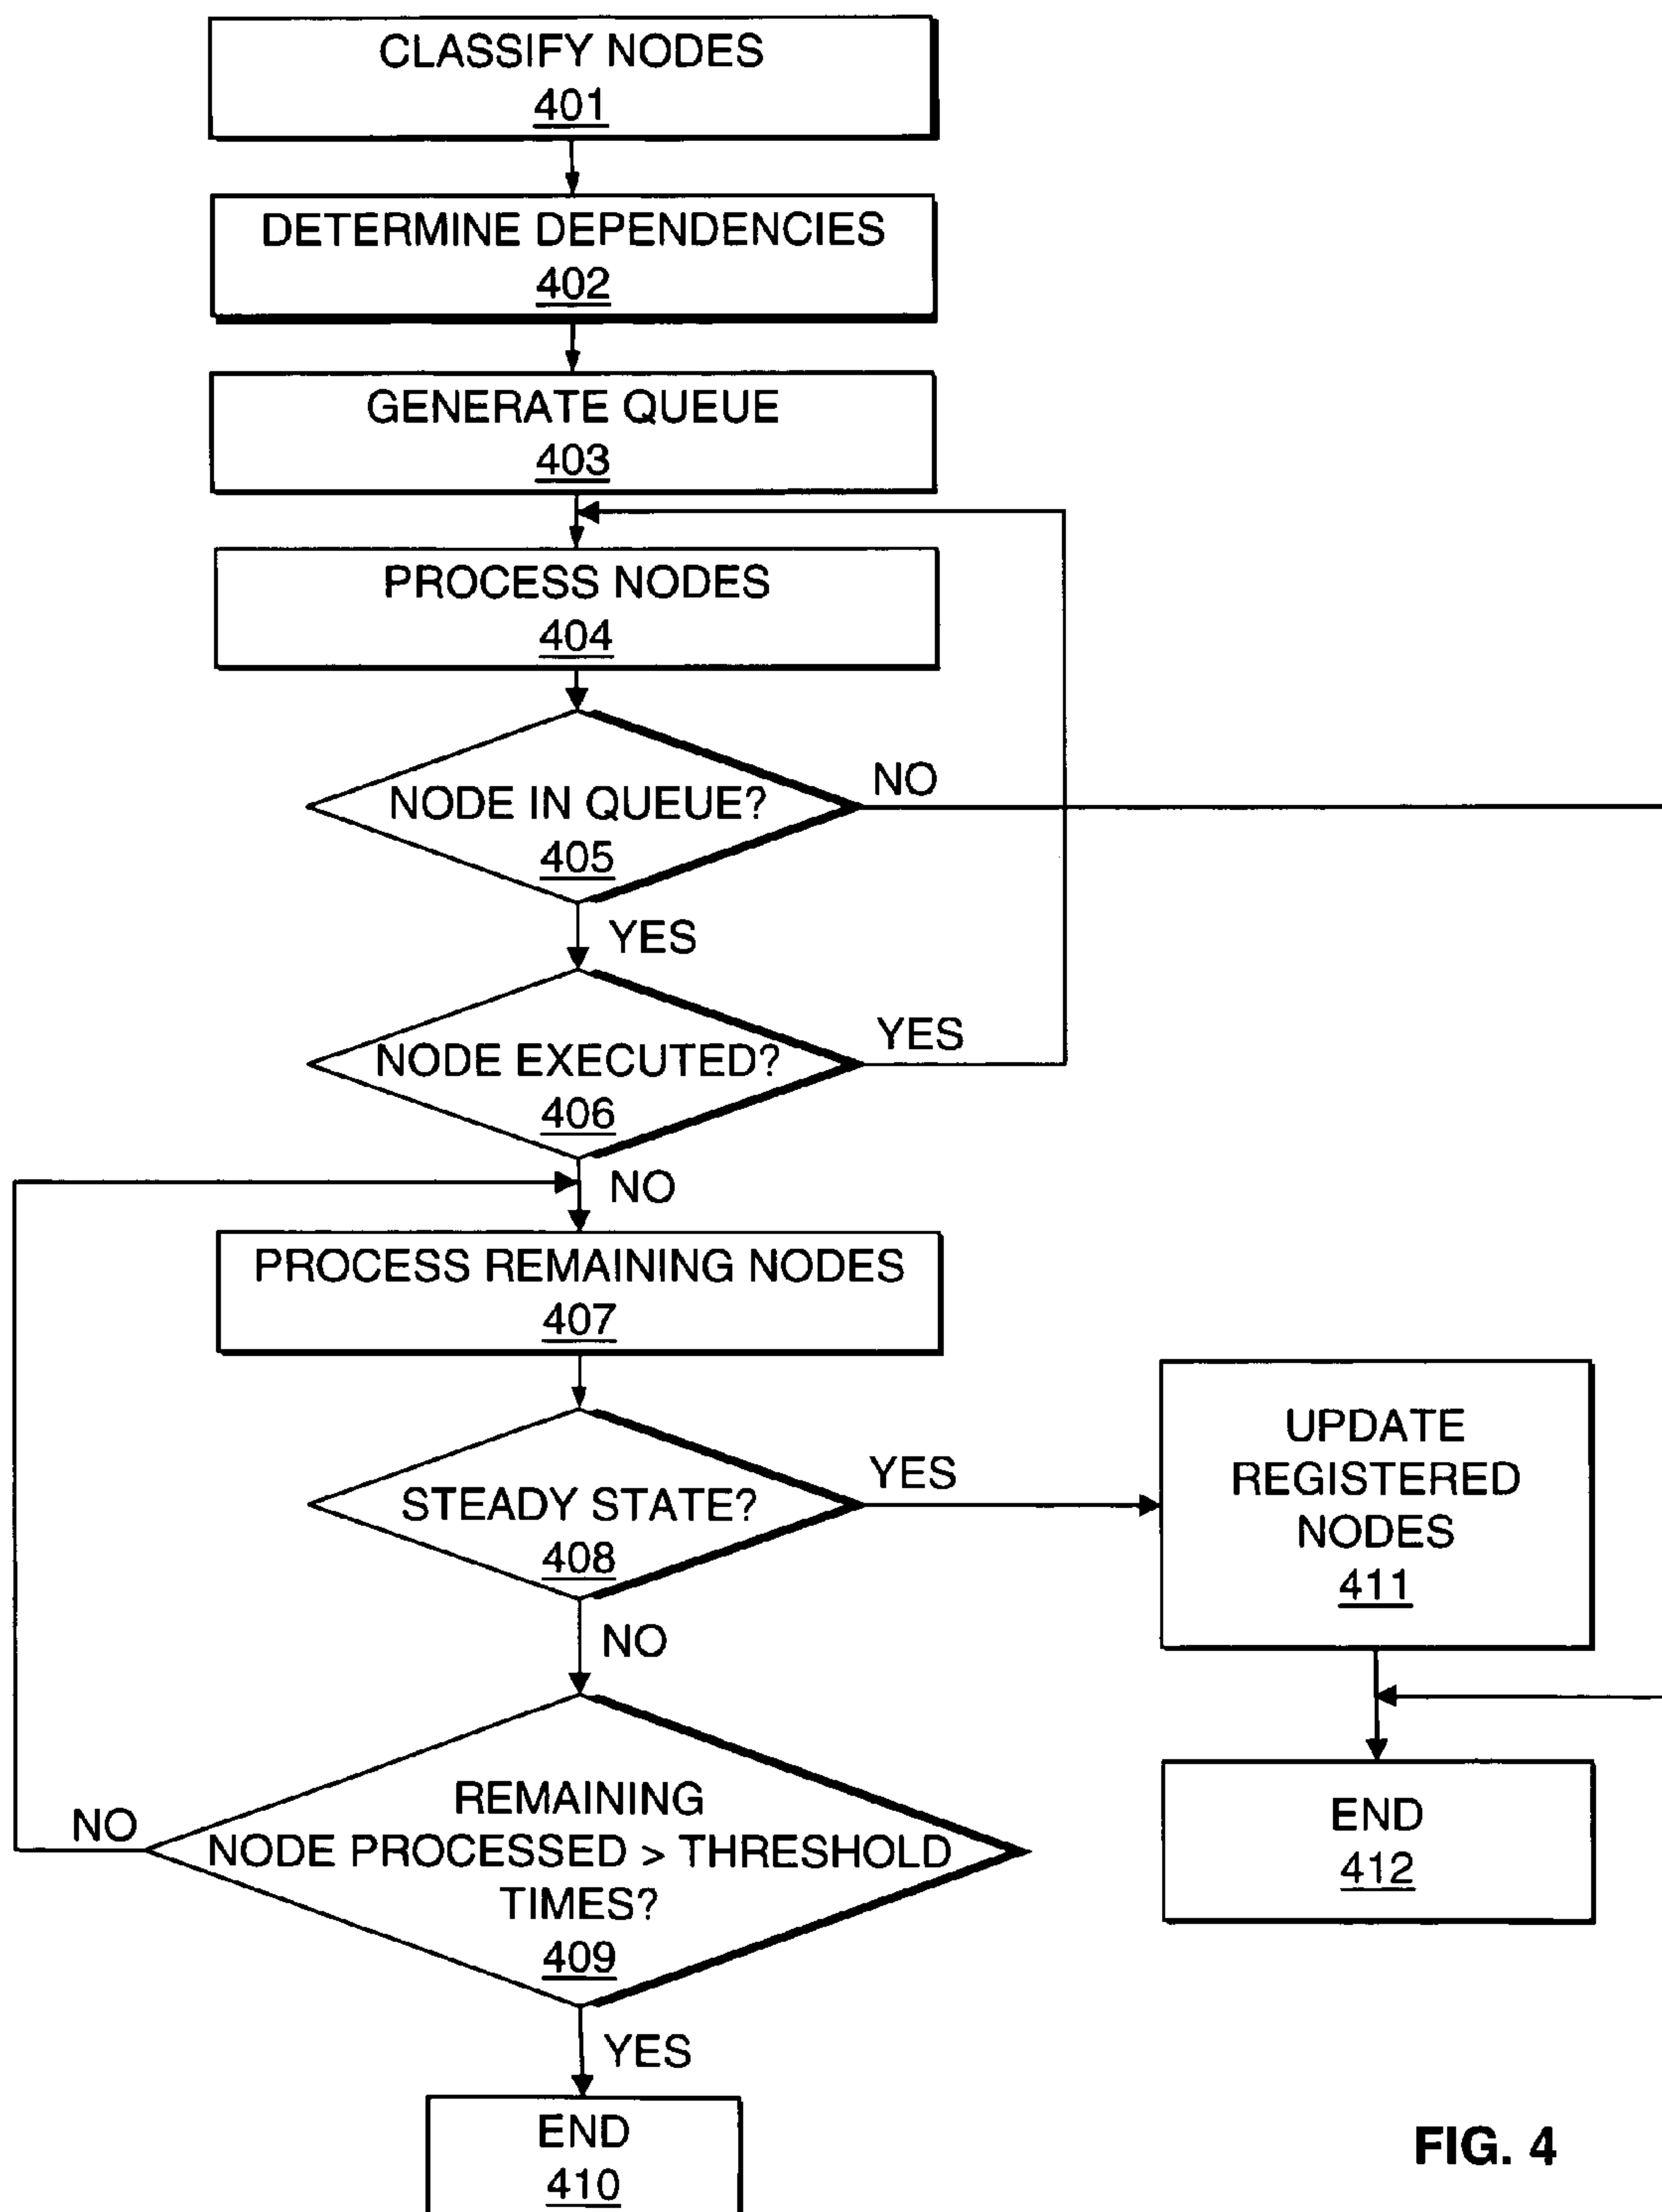 CLASSIFY NODES
401
DETERMINE DEPENDENCIES
402
GENERATE QUEUE
403
PROCESS NODES
404
NODE IN QUEUE?
405
NO
YES
NODE EXECUTED?
406
YES
NO
PROCESS REMAINING NODES
407
STEADY STATE?
408
YES
NO
UPDATE
REGISTERED
NODES
411
REMAINING
NODE PROCESSED > THRESHOLD
TIMES?
409
NO
YES
END
412
END
410
FIG. 4